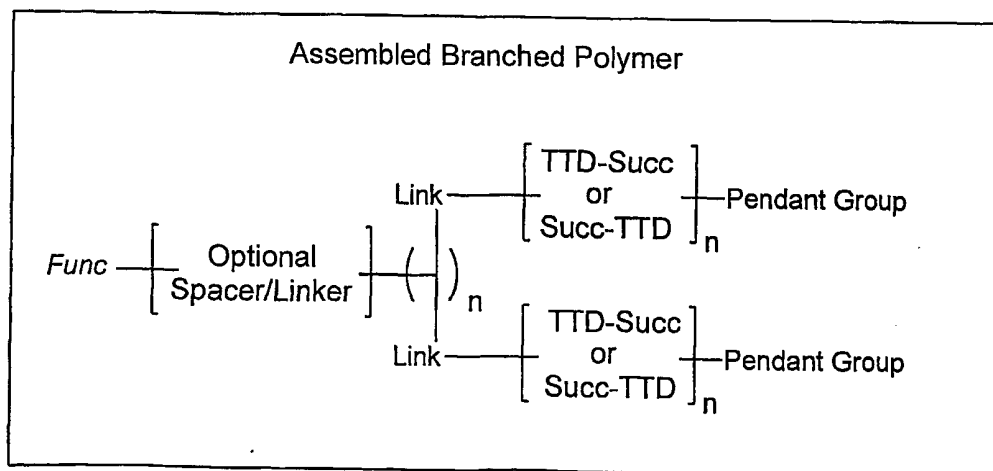 Assembled Branched Polymer
Link
TTD-Succ
or
Succ-TTD
n
Pendant Group
Func
Optional
Spacer/Linker
n
Link
TTD-Succ
or
Succ-TTD
n
Pendant Group